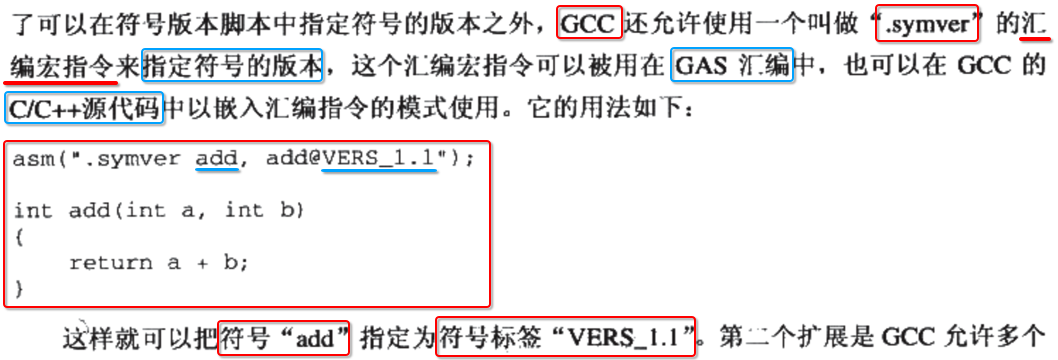 了可以在符号版本脚本中指定符号的版本之外，GCC 还允许使用一个叫做“.symver”的汇
编宏指令来指定符号的版本，这个汇编宏指令可以被用在 GAS 汇编中，也可以在 GCC 的
C/C++源代码中以嵌入汇编指令的模式使用。它的用法如下：
asm(".symver add, add@VERS_1.1");
int add(int a, int b)
{
    return a + b;
}
这样就可以把符号“add”指定为符号标签“VERS_1.1”。第二个扩展是 GCC 允许多个